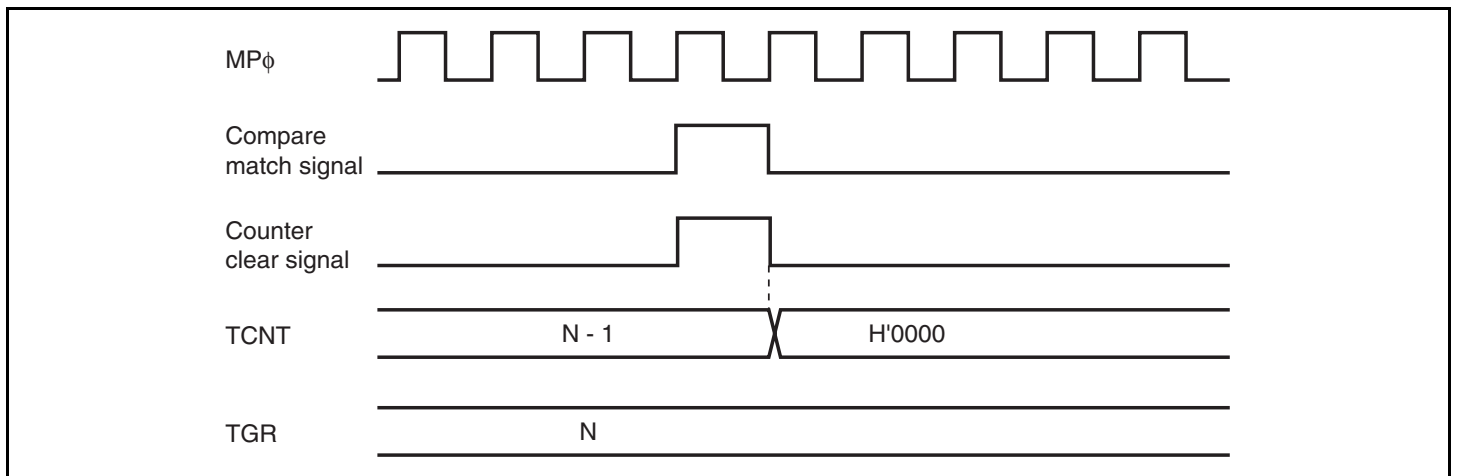 MPϕ
Compare
match signal
Counter
clear signal
TCNT
N - 1
H'0000
TGR
N